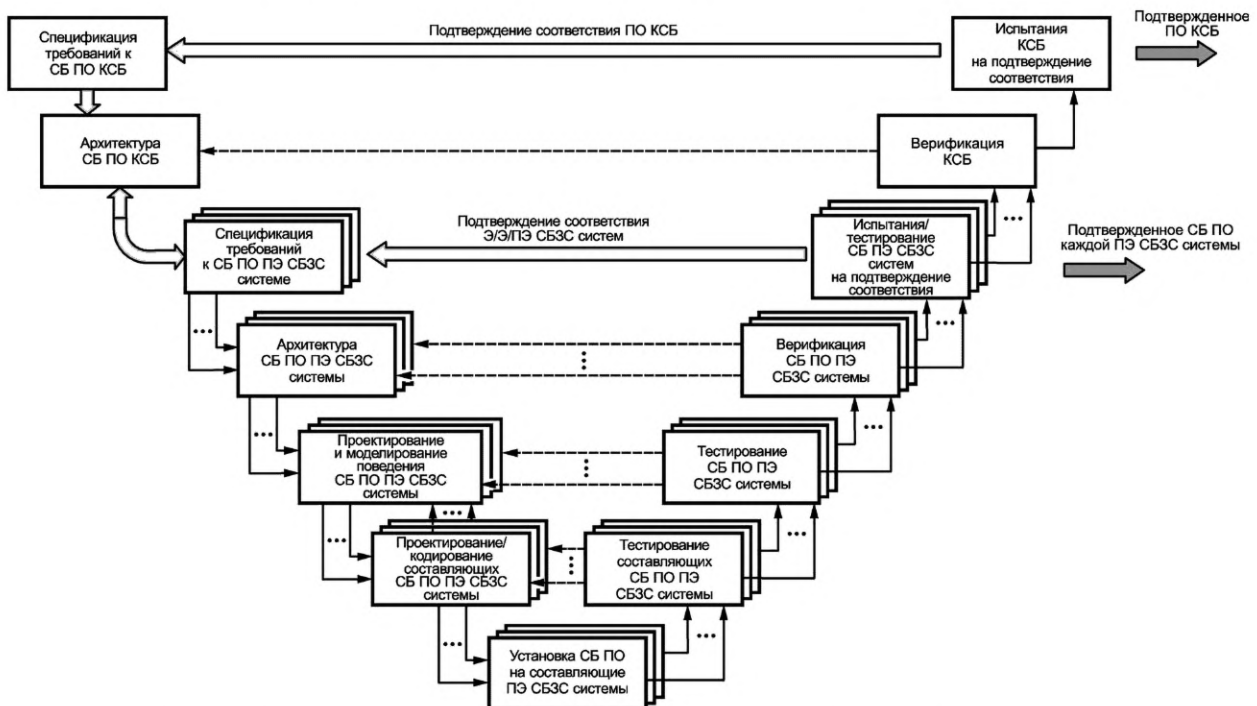 Спецификация
требований к
СБ ПО КСБ
Подтверждение соответствия ПО КСБ
Испытания
КСБ
на подтверждение
соответствия
Подтвержденное
ПО КСБ
Архитектура
СБ ПО КСБ
Верификация
КСБ
Спецификация
требований
к СБ ПО ПЭ СБЗС
системе
Подтверждение соответствия
Э/Э/ПЭ СБЗС систем
Испытания/
тестирование
СБ ПЭ СБЗС
систем
на подтверждение
соответствия
Подтвержденное СБ ПО
каждой ПЭ СБЗС системы
Архитектура
СБ ПО ПЭ СБЗС
системы
Верификация
СБ ПО ПЭ
СБЗС системы
Проектирование
и моделирование
поведения
СБ ПО ПЭ СБЗС
системы
Тестирование
СБ ПО ПЭ
СБЗС системы
Проектирование/
кодирование
составляющих
СБ ПО ПЭ СБЗС
системы
Тестирование
составляющих
СБ ПО ПЭ
СБЗС системы
Установка СБ ПО
на составляющие
ПЭ СБЗС системы